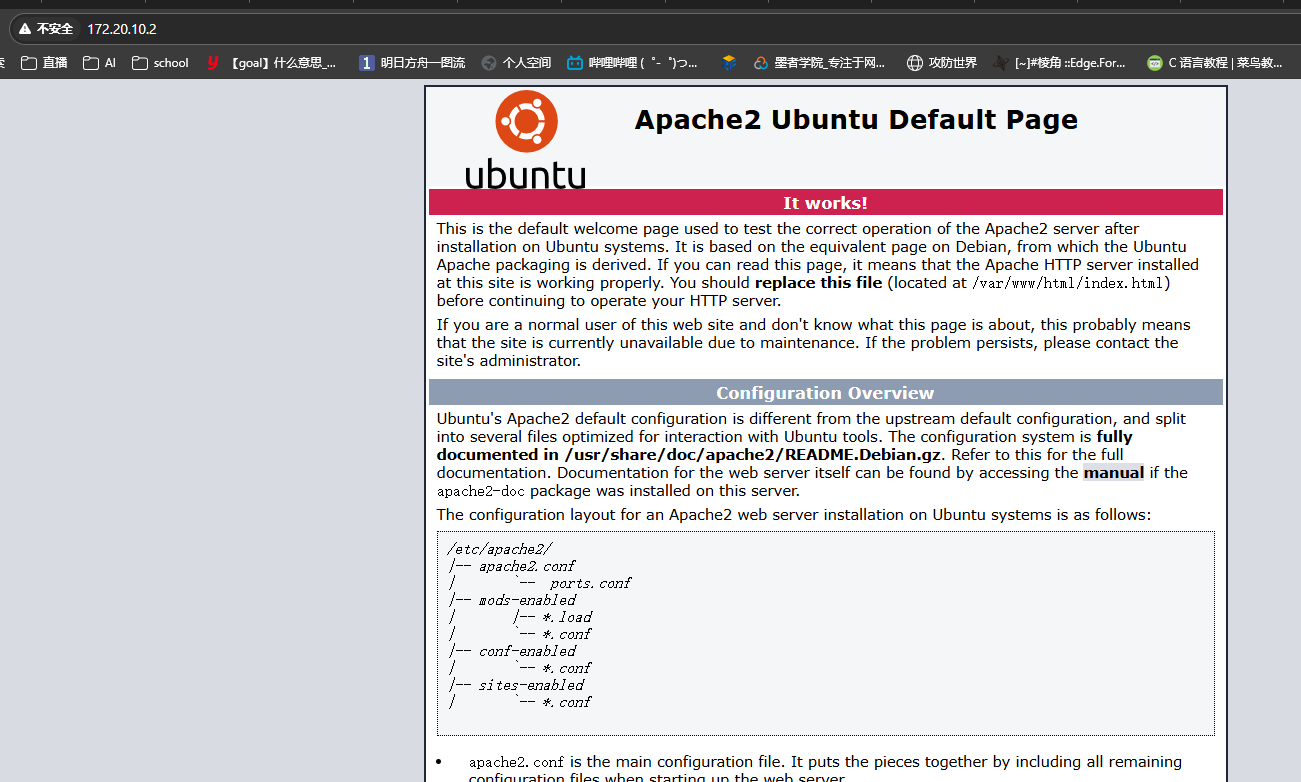 不安全 172.20.10.2
直播 AI school 【goal】什么意思_... 明日方舟一图流 个人空间 哔哩哔哩 ( ゜- ゜)つ... 墨者学院_专注于网... 攻防世界 [~]#棱角 ::Edge.For... C 语言教程 | 菜鸟教...
ubuntu
Apache2 Ubuntu Default Page
It works!
This is the default welcome page used to test the correct operation of the Apache2 server after
installation on Ubuntu systems. It is based on the equivalent page on Debian, from which the Ubuntu
Apache packaging is derived. If you can read this page, it means that the Apache HTTP server installed
at this site is working properly. You should replace this file (located at /var/www/html/index.html)
before continuing to operate your HTTP server.
If you are a normal user of this web site and don't know what this page is about, this probably means
that the site is currently unavailable due to maintenance. If the problem persists, please contact the
site's administrator.
Configuration Overview
Ubuntu's Apache2 default configuration is different from the upstream default configuration, and split
into several files optimized for interaction with Ubuntu tools. The configuration system is fully
documented in /usr/share/doc/apache2/README.Debian.gz. Refer to this for the full
documentation. Documentation for the web server itself can be found by accessing the manual if the
apache2-doc package was installed on this server.
The configuration layout for an Apache2 web server installation on Ubuntu systems is as follows:
/etc/apache2/
|-- apache2.conf
|       `--  ports.conf
|-- mods-enabled
|       |-- *.load
|       `-- *.conf
|-- conf-enabled
|       `-- *.conf
|-- sites-enabled
|       `-- *.conf
• apache2.conf is the main configuration file. It puts the pieces together by including all remaining
configuration files when starting up the web server.